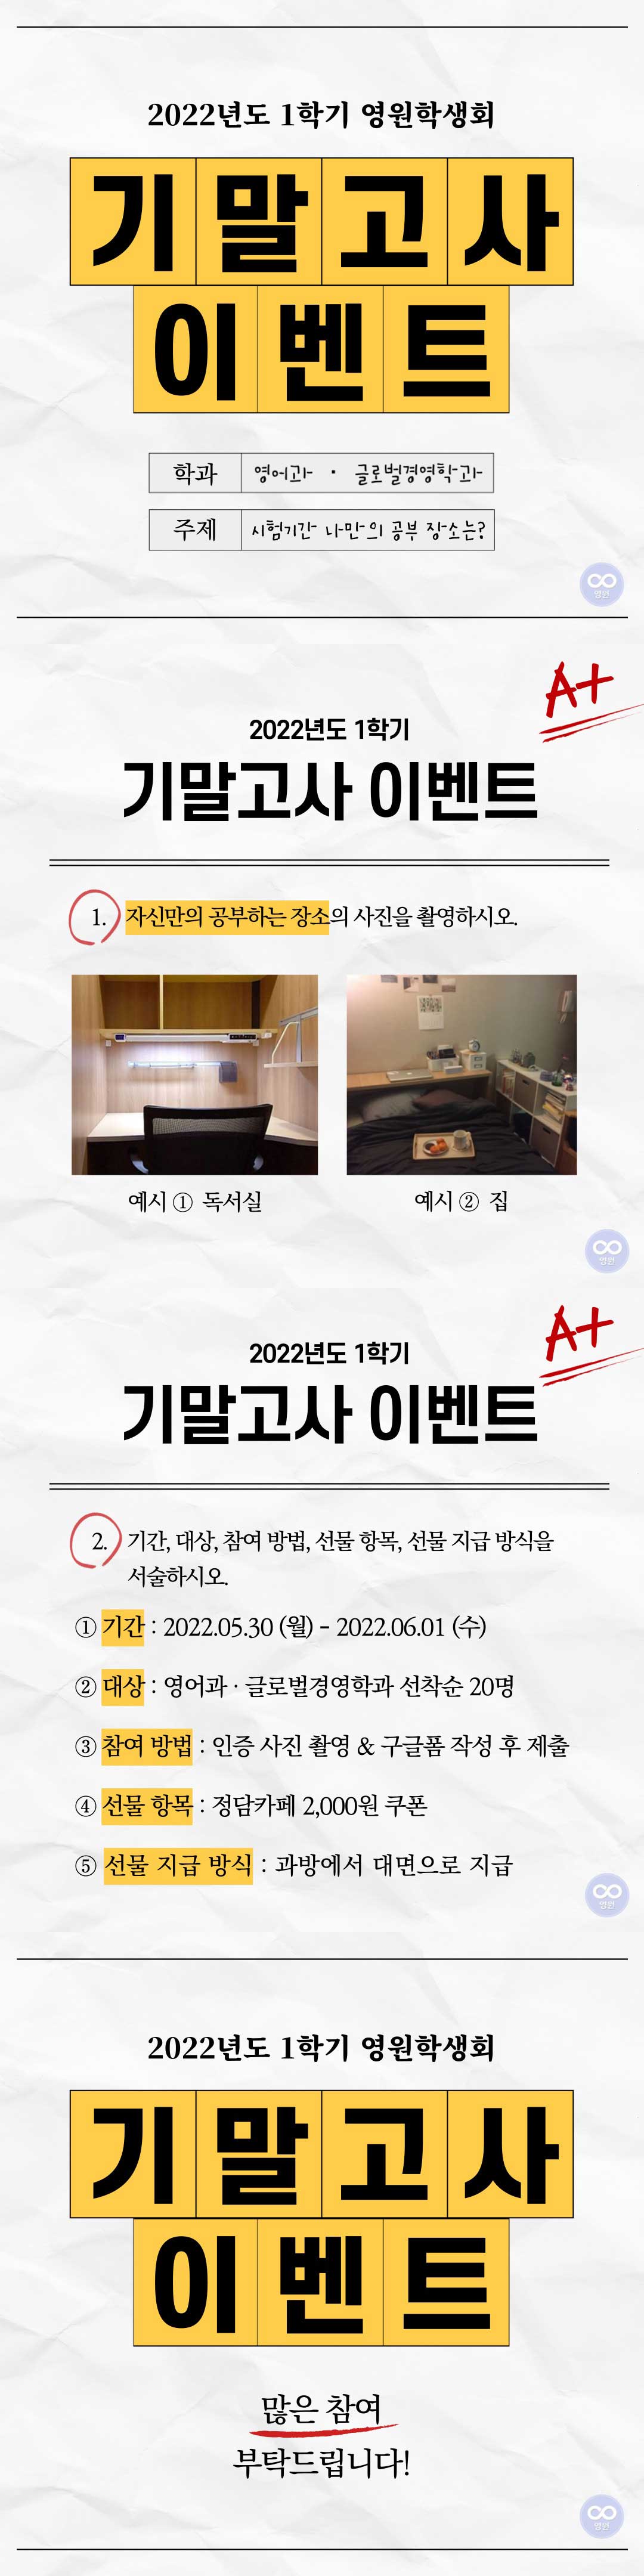 2022년도 1학기 영원학생회
기말고사
이벤트
학과 영어과 · 글로벌경영학과
주제 시험기간 나만의 공부 장소는?
영원
A+
2022년도 1학기
기말고사 이벤트
1. 자신만의 공부하는 장소의 사진을 촬영하시오.
예시 ① 독서실 예시 ② 집
영원
A+
2022년도 1학기
기말고사 이벤트
2. 기간, 대상, 참여 방법, 선물 항목, 선물 지급 방식을
서술하시오.
① 기간 : 2022.05.30 (월) - 2022.06.01 (수)
② 대상 : 영어과 · 글로벌경영학과 선착순 20명
③ 참여 방법 : 인증 사진 촬영 & 구글폼 작성 후 제출
④ 선물 항목 : 정담카페 2,000원 쿠폰
⑤ 선물 지급 방식 : 과방에서 대면으로 지급
영원
2022년도 1학기 영원학생회
기말고사
이벤트
많은 참여
부탁드립니다!
영원